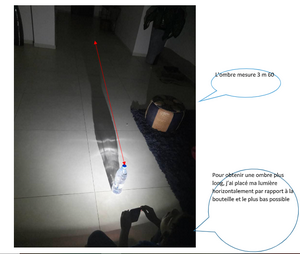 L'ombre mesure 3 m 60
Pour obtenir une ombre plus
long, j'ai placé ma lumière
horizontalement par rapport à la
bouteille et le plus bas possible